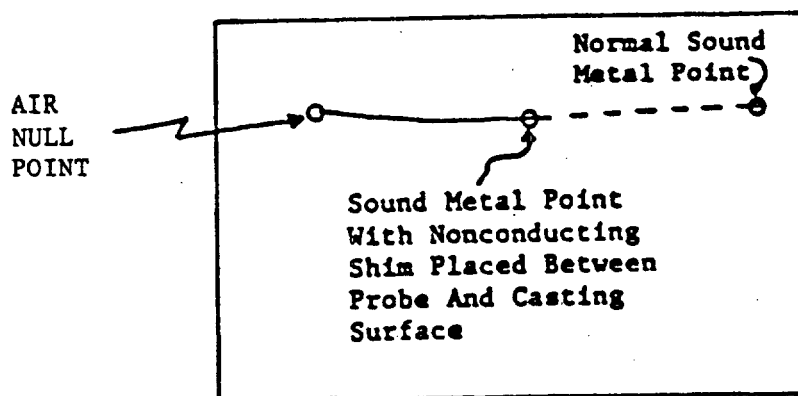 Normal Sound
Metal Point
AIR
NULL
POINT
Sound Metal Point
With Nonconducting
Shim Placed Between
Probe And Casting
Surface